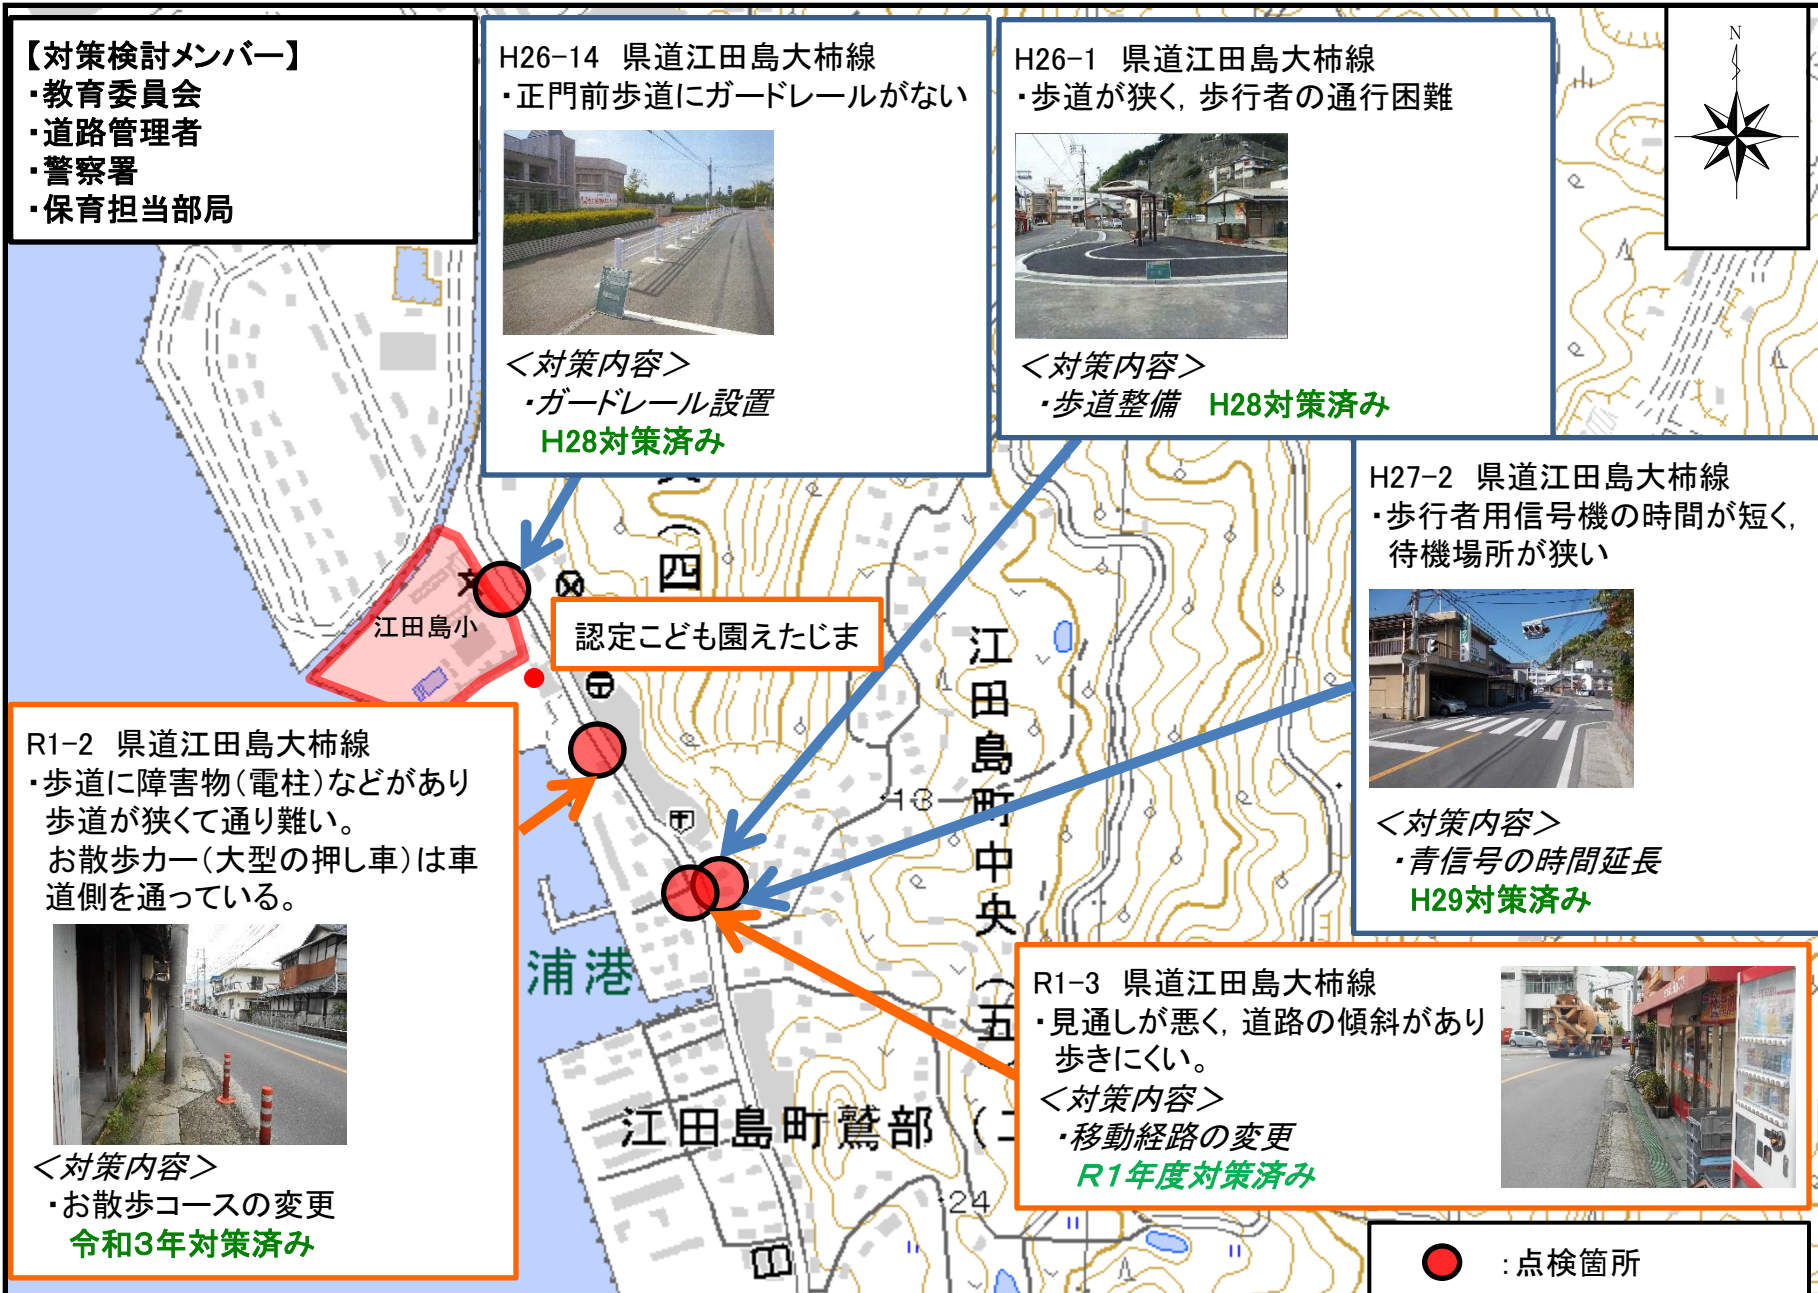 【対策検討メンバー】
・教育委員会
・道路管理者
・警察署
・保育担当部局
H26-14 県道江田島大柿線
・正門前歩道にガードレールがない
＜対策内容＞
・ガードレール設置
H28対策済み
H26-1 県道江田島大柿線
・歩道が狭く，歩行者の通行困難
＜対策内容＞
・歩道整備 H28対策済み
N
H27-2 県道江田島大柿線
・歩行者用信号機の時間が短く，
待機場所が狭い
＜対策内容＞
・青信号の時間延長
H29対策済み
江田島小
認定こども園えたじま
（四
江田島町中央（五
13
浦港
江田島町鷲部（二
24
R1-2 県道江田島大柿線
・歩道に障害物（電柱）などがあり
歩道が狭くて通り難い。
お散歩カー（大型の押し車）は車
道側を通っている。
＜対策内容＞
・お散歩コースの変更
令和３年対策済み
R1-3 県道江田島大柿線
・見通しが悪く，道路の傾斜があり
歩きにくい。
＜対策内容＞
・移動経路の変更
R1年度対策済み
：点検箇所